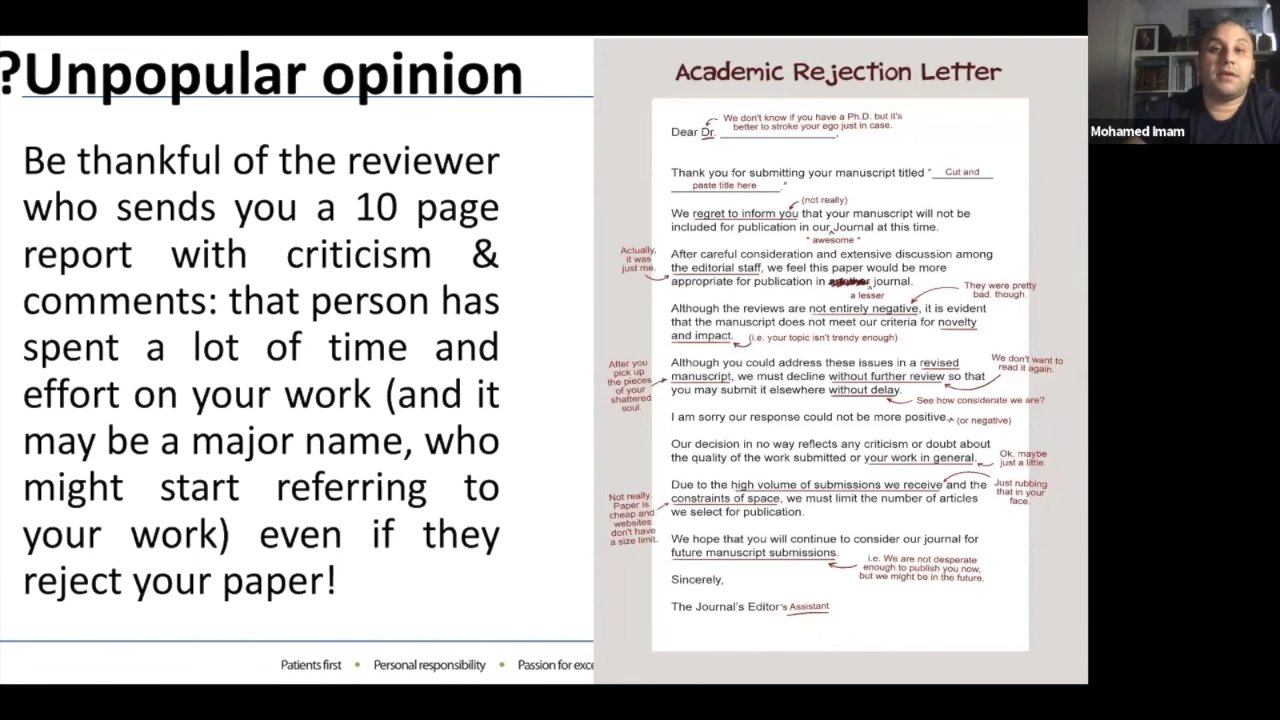 ?Unpopular opinion
Be thankful of the reviewer
who sends you a 10 page
report with criticism &
comments: that person has
spent a lot of time and
effort on your work (and it
may be a major name, who
might start referring to
your work) even if they
reject your paper!
Patients first • Personal responsibility • Passion for exce
Academic Rejection Letter
We don't know if you have a Ph.D. but it's
better to stroke your ego just in case.
Dear Dr. ____________________,
Thank you for submitting your manuscript titled "Cut and
paste title here."
(not really)
We regret to inform you that your manuscript will not be
included for publication in our Journal at this time.
"awesome"
Actually,
it was
just me.
After careful consideration and extensive discussion among
the editorial staff, we feel this paper would be more
appropriate for publication in journal.
a lesser
They were pretty
bad, though.
Although the reviews are not entirely negative, it is evident
that the manuscript does not meet our criteria for novelty
and impact. (i.e. your topic isn't trendy enough)
After you
pick up
the pieces
of your
shattered
soul.
Although you could address these issues in a revised
manuscript, we must decline without further review so that
you may submit it elsewhere without delay.
We don't want to
read it again.
See how considerate we are?
I am sorry our response could not be more positive. (or negative)
Our decision in no way reflects any criticism or doubt about
the quality of the work submitted or your work in general.
Ok, maybe
just a little.
Due to the high volume of submissions we receive and the
constraints of space, we must limit the number of articles
we select for publication.
Just rubbing
that in your
face.
Not really.
Paper is
cheap and
websites
don't have
a size limit.
We hope that you will continue to consider our journal for
future manuscript submissions.
i.e. We are not desperate
enough to publish you now,
but we might be in the future.
Sincerely,
The Journal's Editor's Assistant
Mohamed Imam